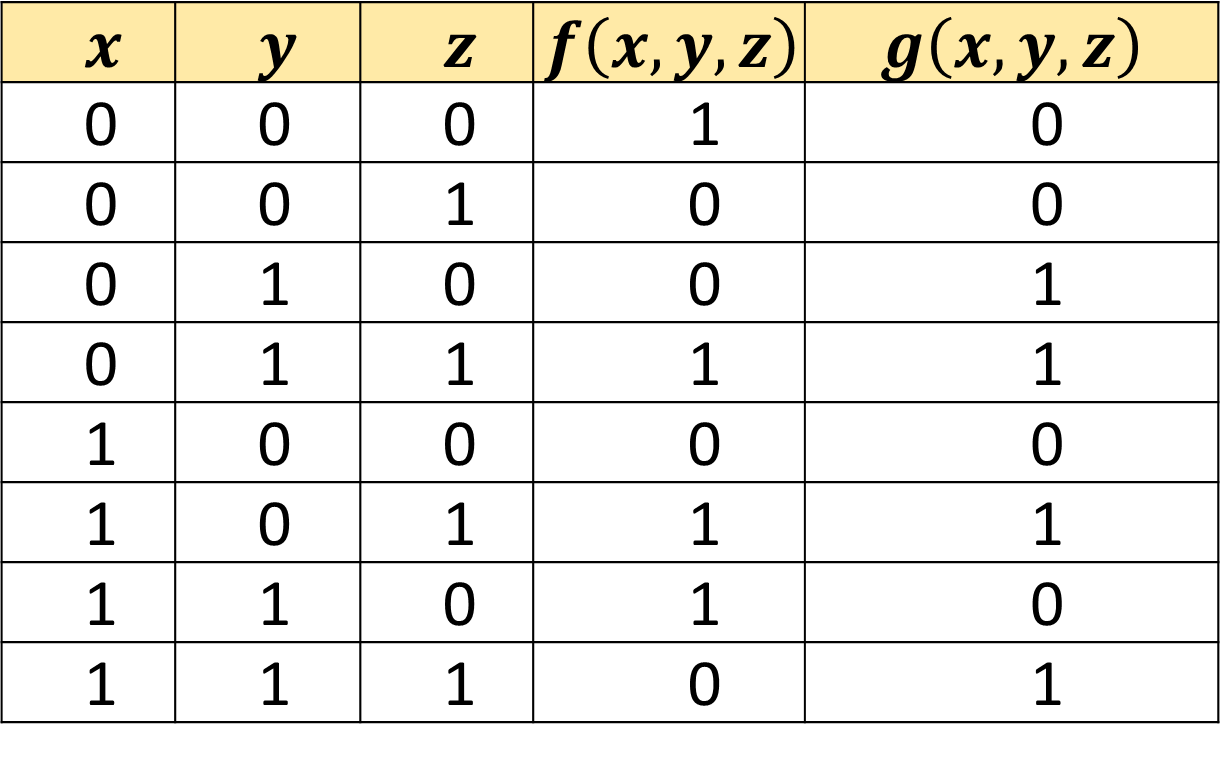 x y z f(x, y, z) g(x, y, z)
0 0 0 1 0
0 0 1 0 0
0 1 0 0 1
0 1 1 1 1
1 0 0 0 0
1 0 1 1 1
1 1 0 1 0
1 1 1 0 1